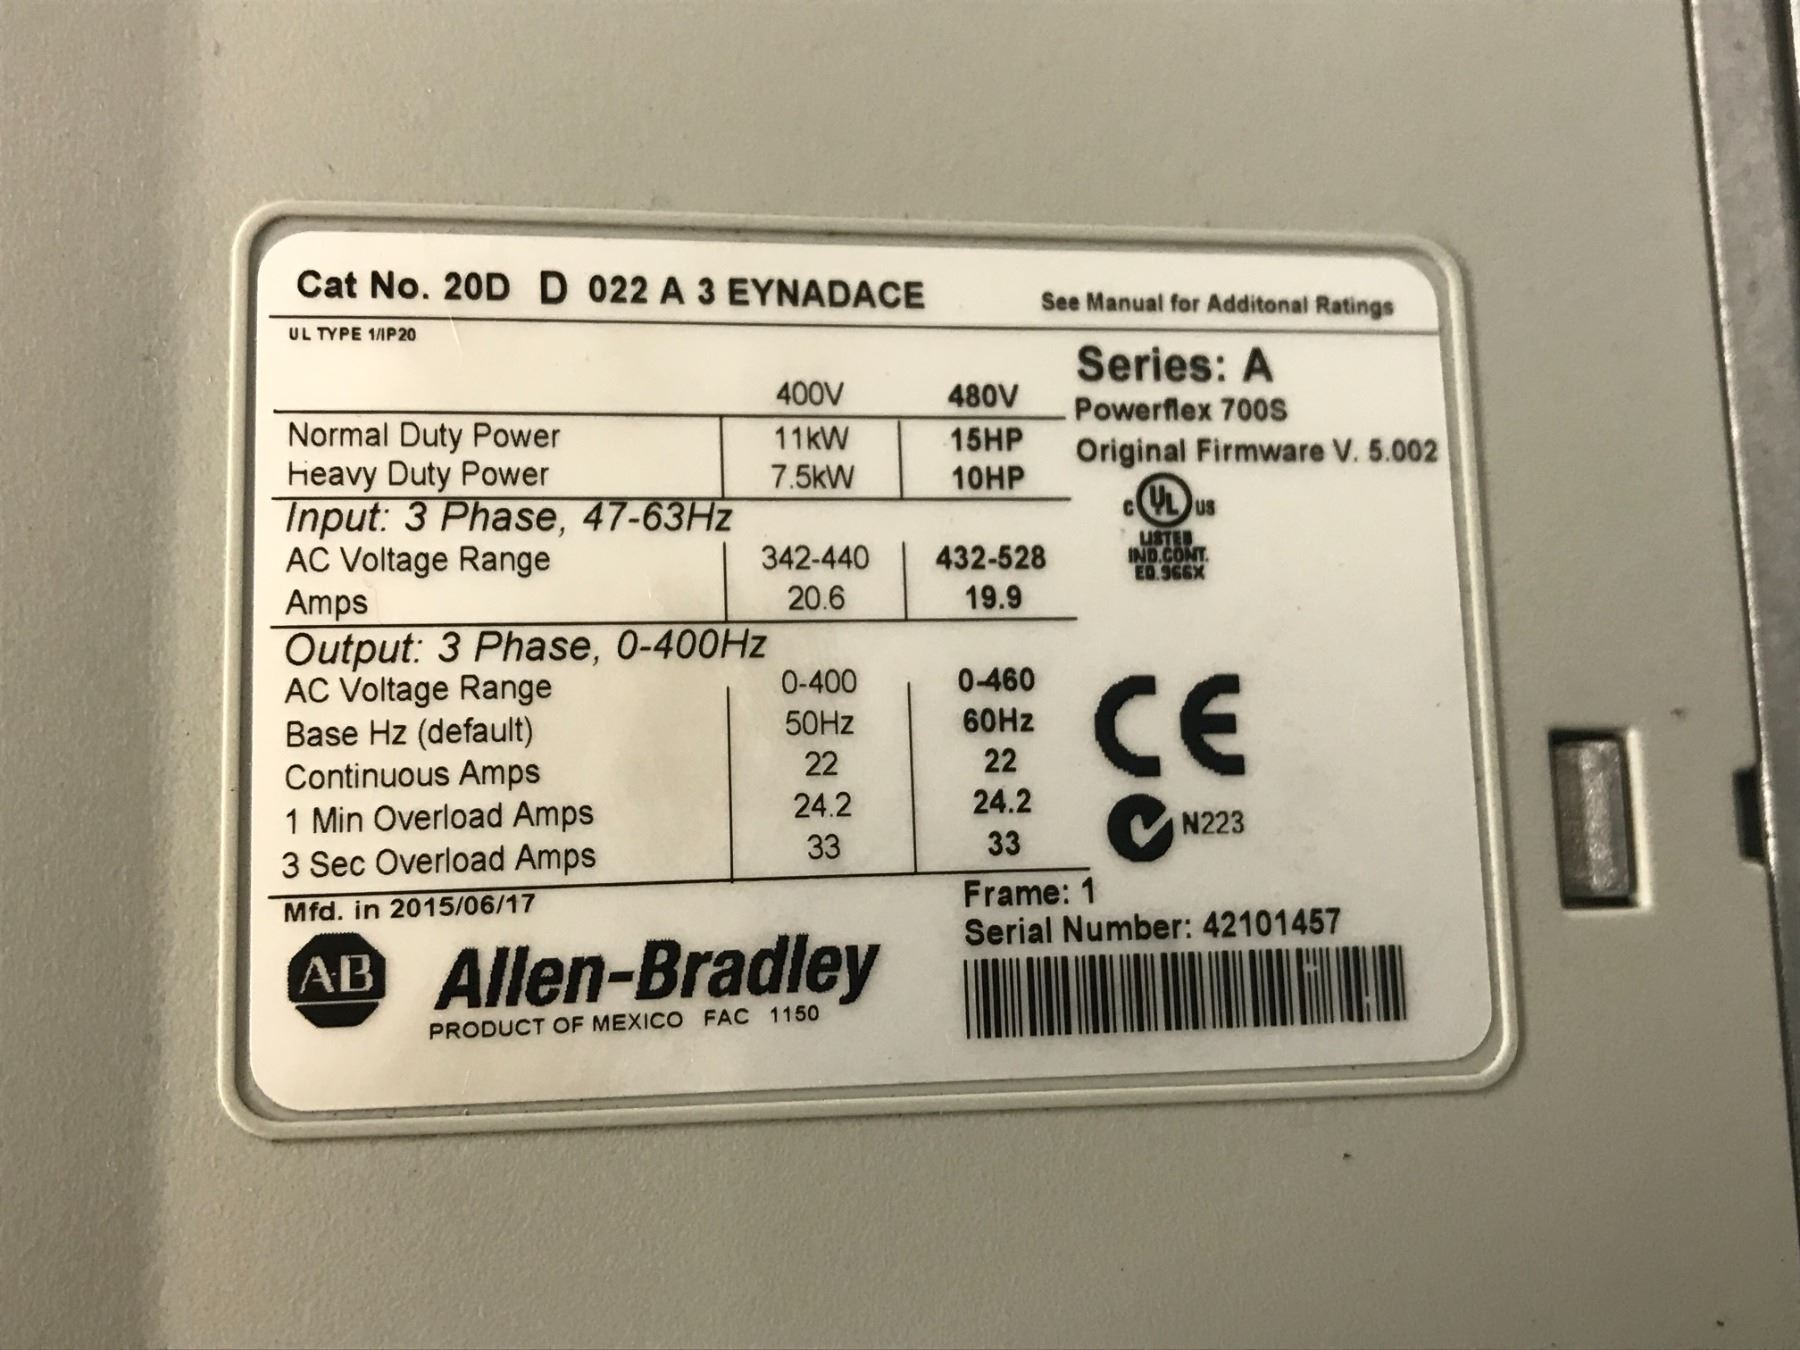 Cat No. 20D D 022 A 3 EYNADACE
See Manual for Additonal Ratings
UL TYPE 1/IP20
Series: A
400V 480V
Powerflex 700S
Normal Duty Power 11kW 15HP
Original Firmware V. 5.002
Heavy Duty Power 7.5kW 10HP
Input: 3 Phase, 47-63Hz
C UL US
LISTED
IND.CONT.
EQ.966X
AC Voltage Range 342-440 432-528
Amps 20.6 19.9
Output: 3 Phase, 0-400Hz
AC Voltage Range 0-400 0-460
Base Hz (default) 50Hz 60Hz
CE
Continuous Amps 22 22
1 Min Overload Amps 24.2 24.2
N223
3 Sec Overload Amps 33 33
Mfd. in 2015/06/17
Frame: 1
Serial Number: 42101457
AB Allen-Bradley
PRODUCT OF MEXICO FAC 1150